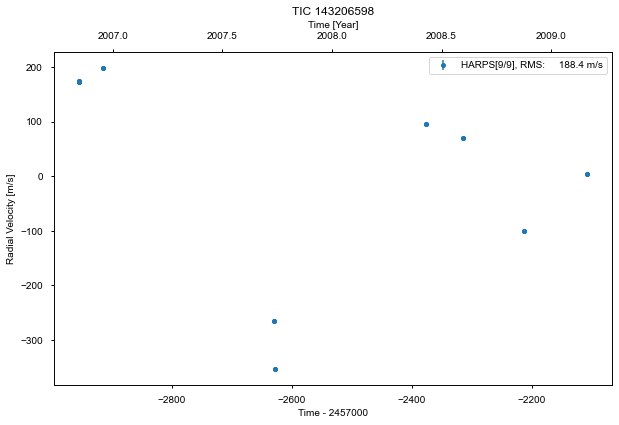 TIC 143206598
Time [Year]
2007.0 2007.5 2008.0 2008.5 2009.0
HARPS[9/9], RMS: 188.4 m/s
200
100
0
−100
−200
−300
Radial Velocity [m/s]
−2800 −2600 −2400 −2200
Time - 2457000